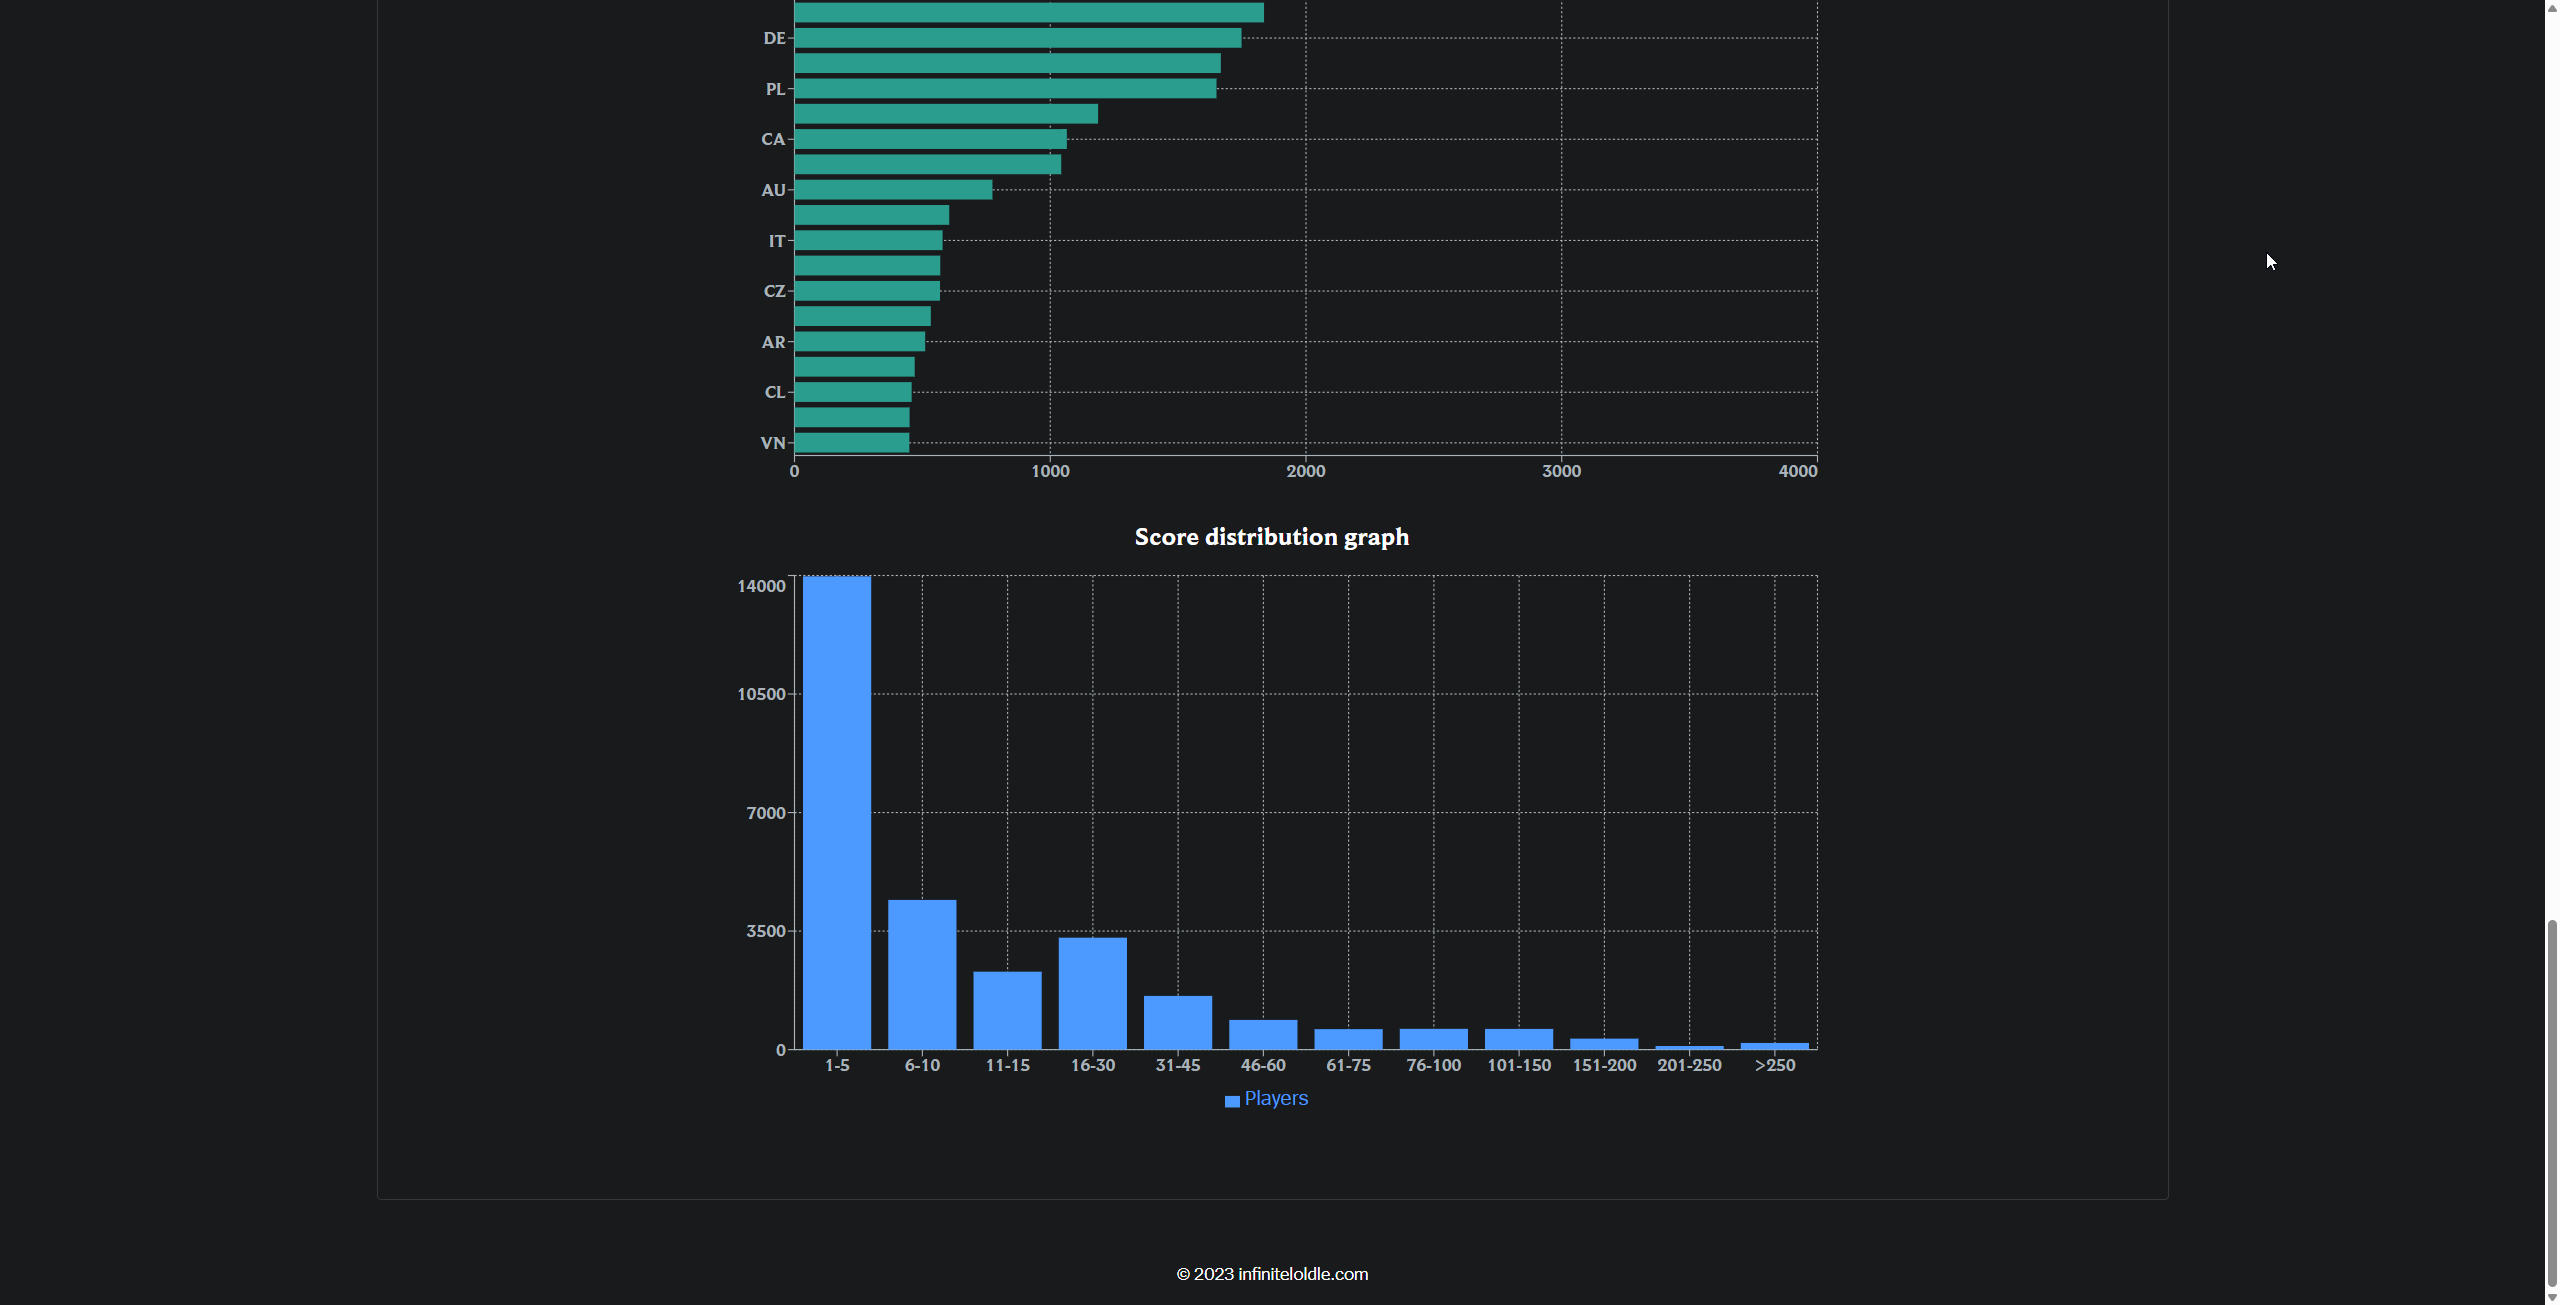 DE
PL
CA
AU
IT
CZ
AR
CL
VN
0 1000 2000 3000 4000
Score distribution graph
14000
10500
7000
3500
0
1-5 6-10 11-15 16-30 31-45 46-60 61-75 76-100 101-150 151-200 201-250 >250
Players
© 2023 infiniteloldle.com